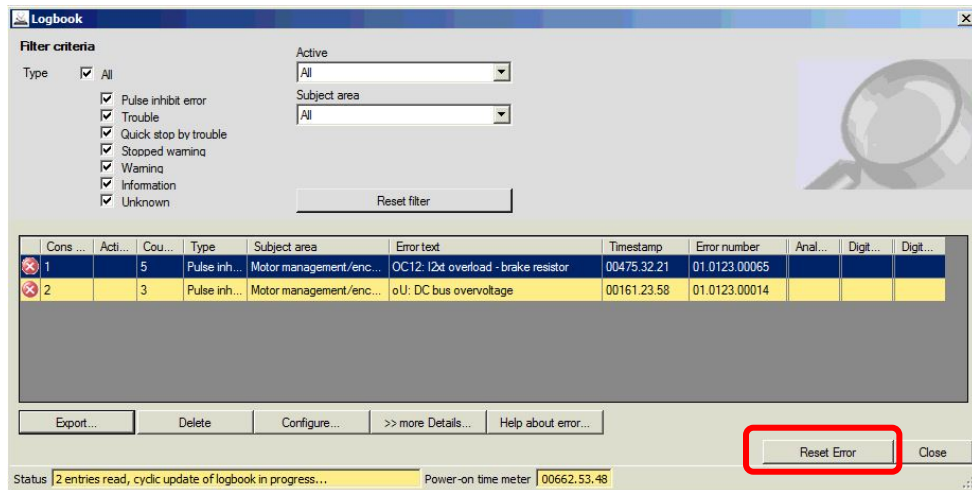 Logbook
Filter criteria
Type All
Pulse inhibit error
Trouble
Quick stop by trouble
Stopped warning
Warning
Information
Unknown
Active
All
Subject area
All
Reset filter
Cons ... Acti... Cou... Type Subject area Error text Timestamp Error number Anal... Digit... Digit...
1 5 Pulse inh... Motor management/enc... OC12: I2xt overload - brake resistor 00475.32.21 01.0123.00065
2 3 Pulse inh... Motor management/enc... oU: DC bus overvoltage 00161.23.58 01.0123.00014
Export... Delete Configure... >> more Details... Help about error...
Reset Error Close
Status 2 entries read, cyclic update of logbook in progress... Power-on time meter 00662.53.48